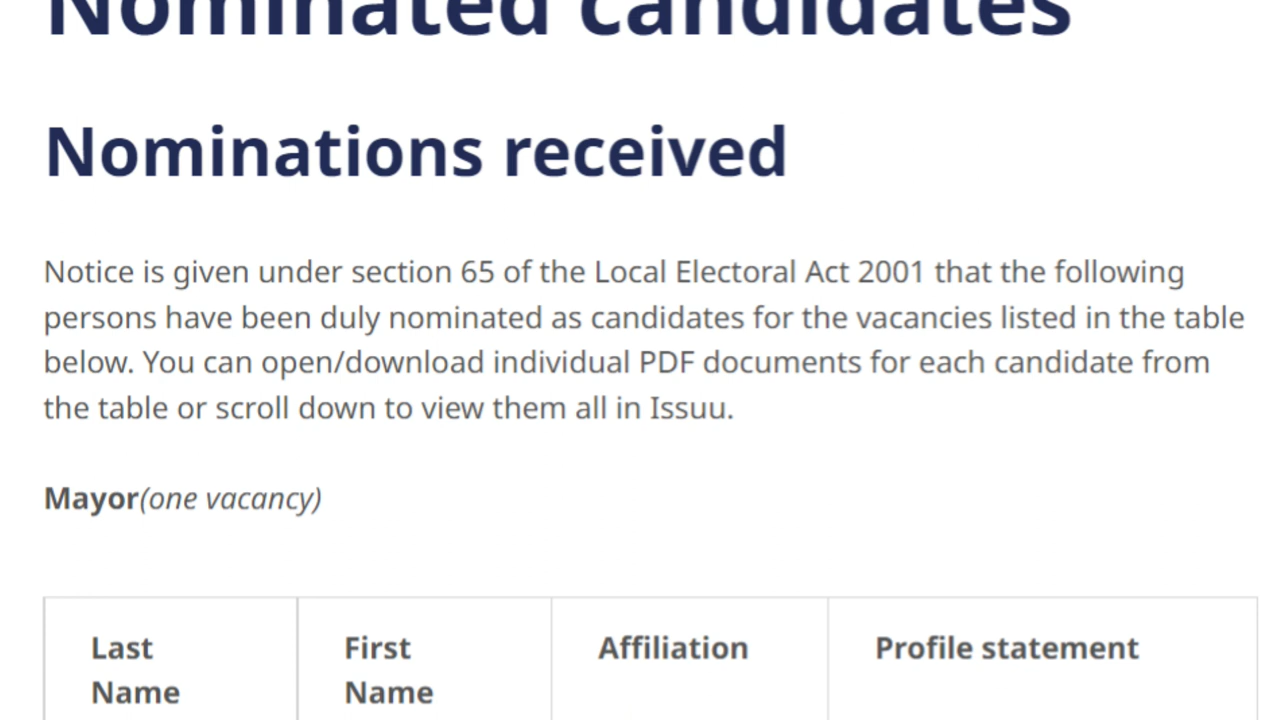 Nominated candidates
Nominations received
Notice is given under section 65 of the Local Electoral Act 2001 that the following
persons have been duly nominated as candidates for the vacancies listed in the table
below. You can open/download individual PDF documents for each candidate from
the table or scroll down to view them all in Issuu.
Mayor(one vacancy)
Last First Affiliation Profile statement
Name Name